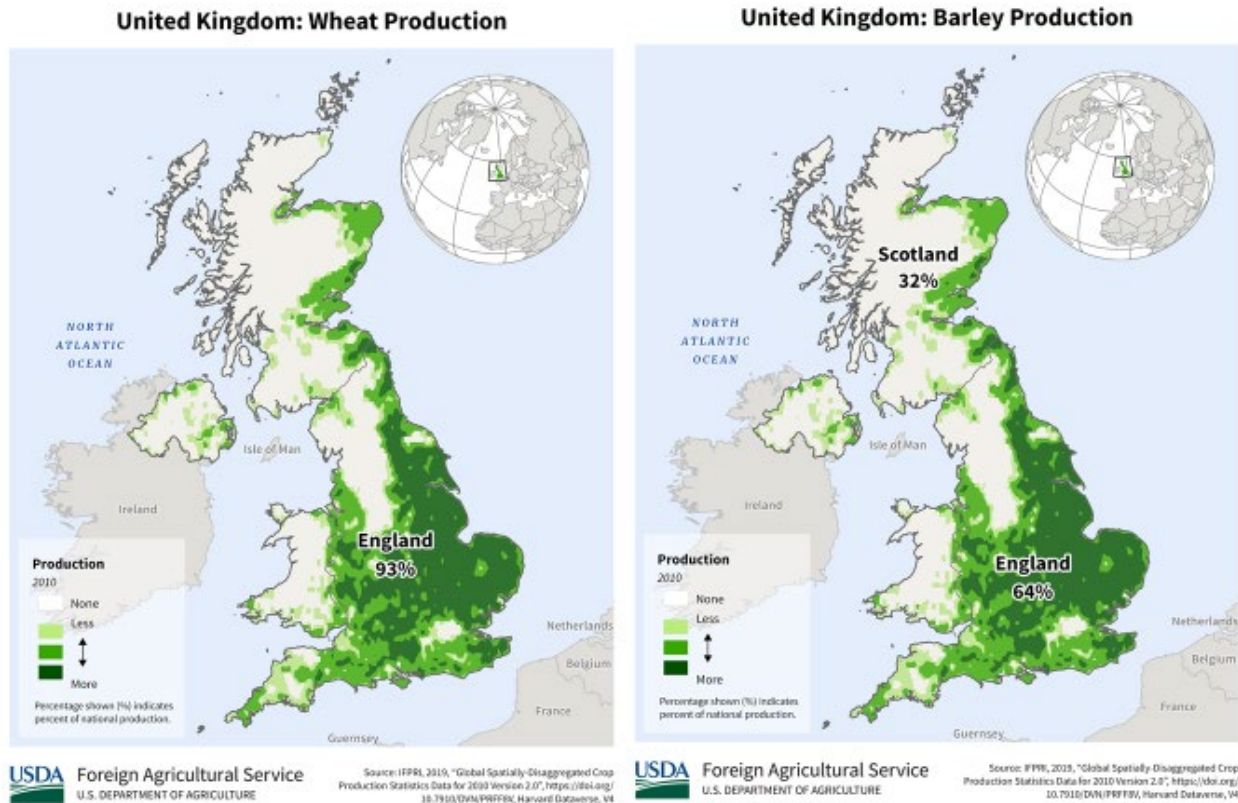 United Kingdom: Wheat Production
NORTH
ATLANTIC
OCEAN
Isle of Man
Ireland
England
93%
Production
2010
None
Less
More
Percentage shown (%) indicates
percent of national production.
Netherlands
Belgium
France
Guernsey
USDA Foreign Agricultural Service
U.S. DEPARTMENT OF AGRICULTURE
Source: IFPRI, 2019, "Global Spatially-Disaggregated Crop
Production Statistics Data for 2010 Version 2.0", https://doi.org/
10.7910/DVN/PRFF8V, Harvard Dataverse, V4
United Kingdom: Barley Production
Scotland
32%
NORTH
ATLANTIC
OCEAN
Isle of Man
Ireland
England
64%
Production
2010
None
Less
More
Percentage shown (%) indicates
percent of national production.
Netherlands
Belgium
France
Guernsey
USDA Foreign Agricultural Service
U.S. DEPARTMENT OF AGRICULTURE
Source: IFPRI, 2019, "Global Spatially-Disaggregated Crop
Production Statistics Data for 2010 Version 2.0", https://doi.org/
10.7910/DVN/PRFF8V, Harvard Dataverse, V4